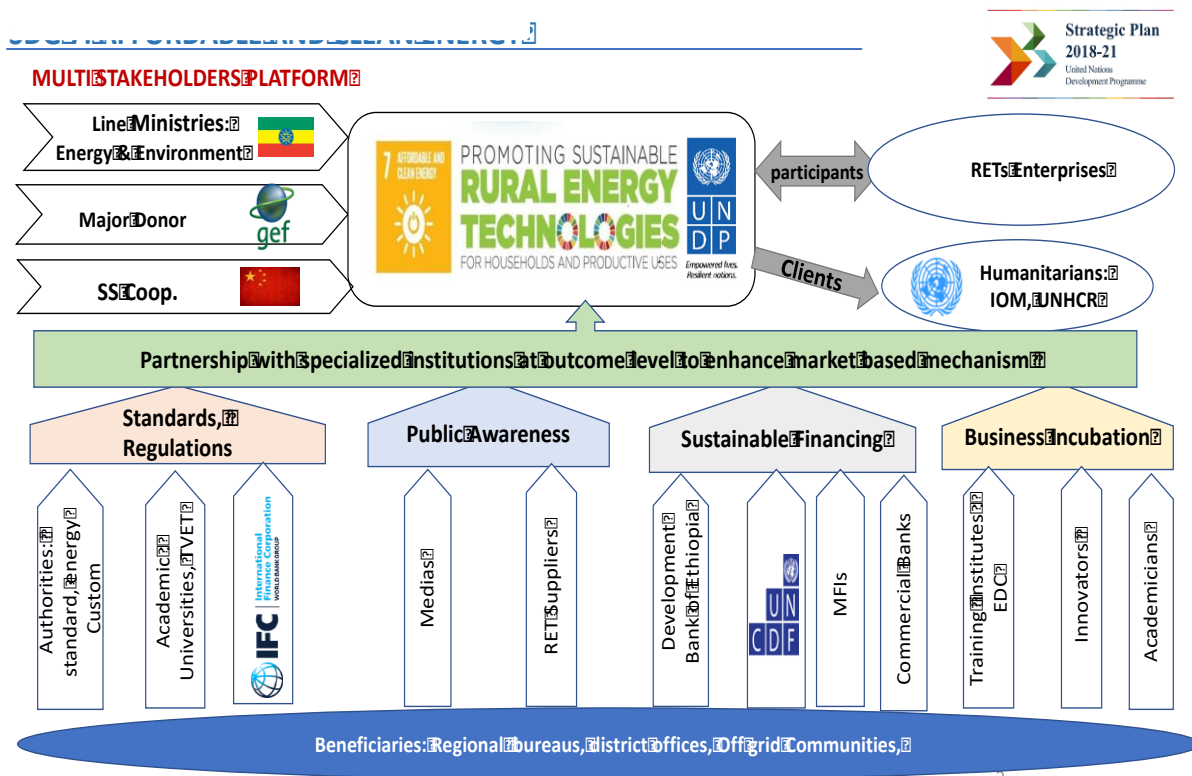 SDG 7: AFFORDABLE AND CLEAN ENERGY
Strategic Plan
2018-21
United Nations
Development Programme
MULTI STAKEHOLDERS PLATFORM
Line Ministries:
Energy & Environment
Major Donor
gef
SS Coop.
7 AFFORDABLE AND
CLEAN ENERGY
PROMOTING SUSTAINABLE
RURAL ENERGY
TECHNOLOGIES
FOR HOUSEHOLDS AND PRODUCTIVE USES
U N
D P
Empowered lives.
Resilient nations.
participants
RETs Enterprises
Clients
Humanitarians:
IOM, UNHCR
Partnership with specialized institutions at outcome level to enhance market based mechanism
Standards,
Regulations
Public Awareness
Sustainable Financing
Business Incubation
Authorities:
standard, energy
Custom
Academic
Universities, TVET
IFC
International
Finance Corporation
WORLD BANK GROUP
Medias
RET Suppliers
Development
Bank of Ethiopia
U N
C D F
MFIs
Commercial Banks
Training Institutes
EDC
Innovators
Academicians
Beneficiaries: Regional bureaus, district offices, Off grid Communities,